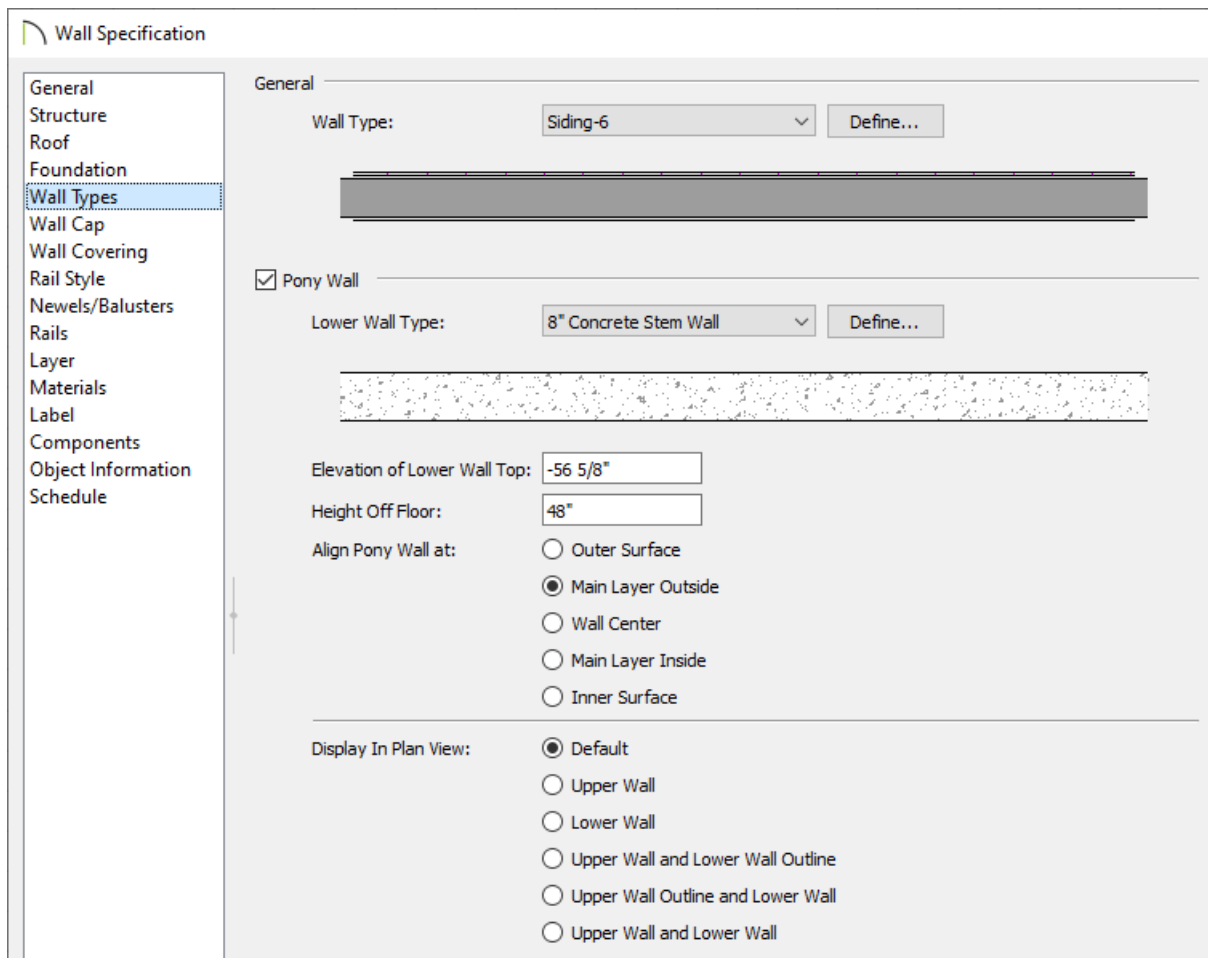 Wall Specification
General
Structure
Roof
Foundation
Wall Types
Wall Cap
Wall Covering
Rail Style
Newels/Balusters
Rails
Layer
Materials
Label
Components
Object Information
Schedule
General
Wall Type: Siding-6 Define...
Pony Wall
Lower Wall Type: 8" Concrete Stem Wall Define...
Elevation of Lower Wall Top: -56 5/8"
Height Off Floor: 48"
Align Pony Wall at: Outer Surface
Main Layer Outside
Wall Center
Main Layer Inside
Inner Surface
Display In Plan View: Default
Upper Wall
Lower Wall
Upper Wall and Lower Wall Outline
Upper Wall Outline and Lower Wall
Upper Wall and Lower Wall